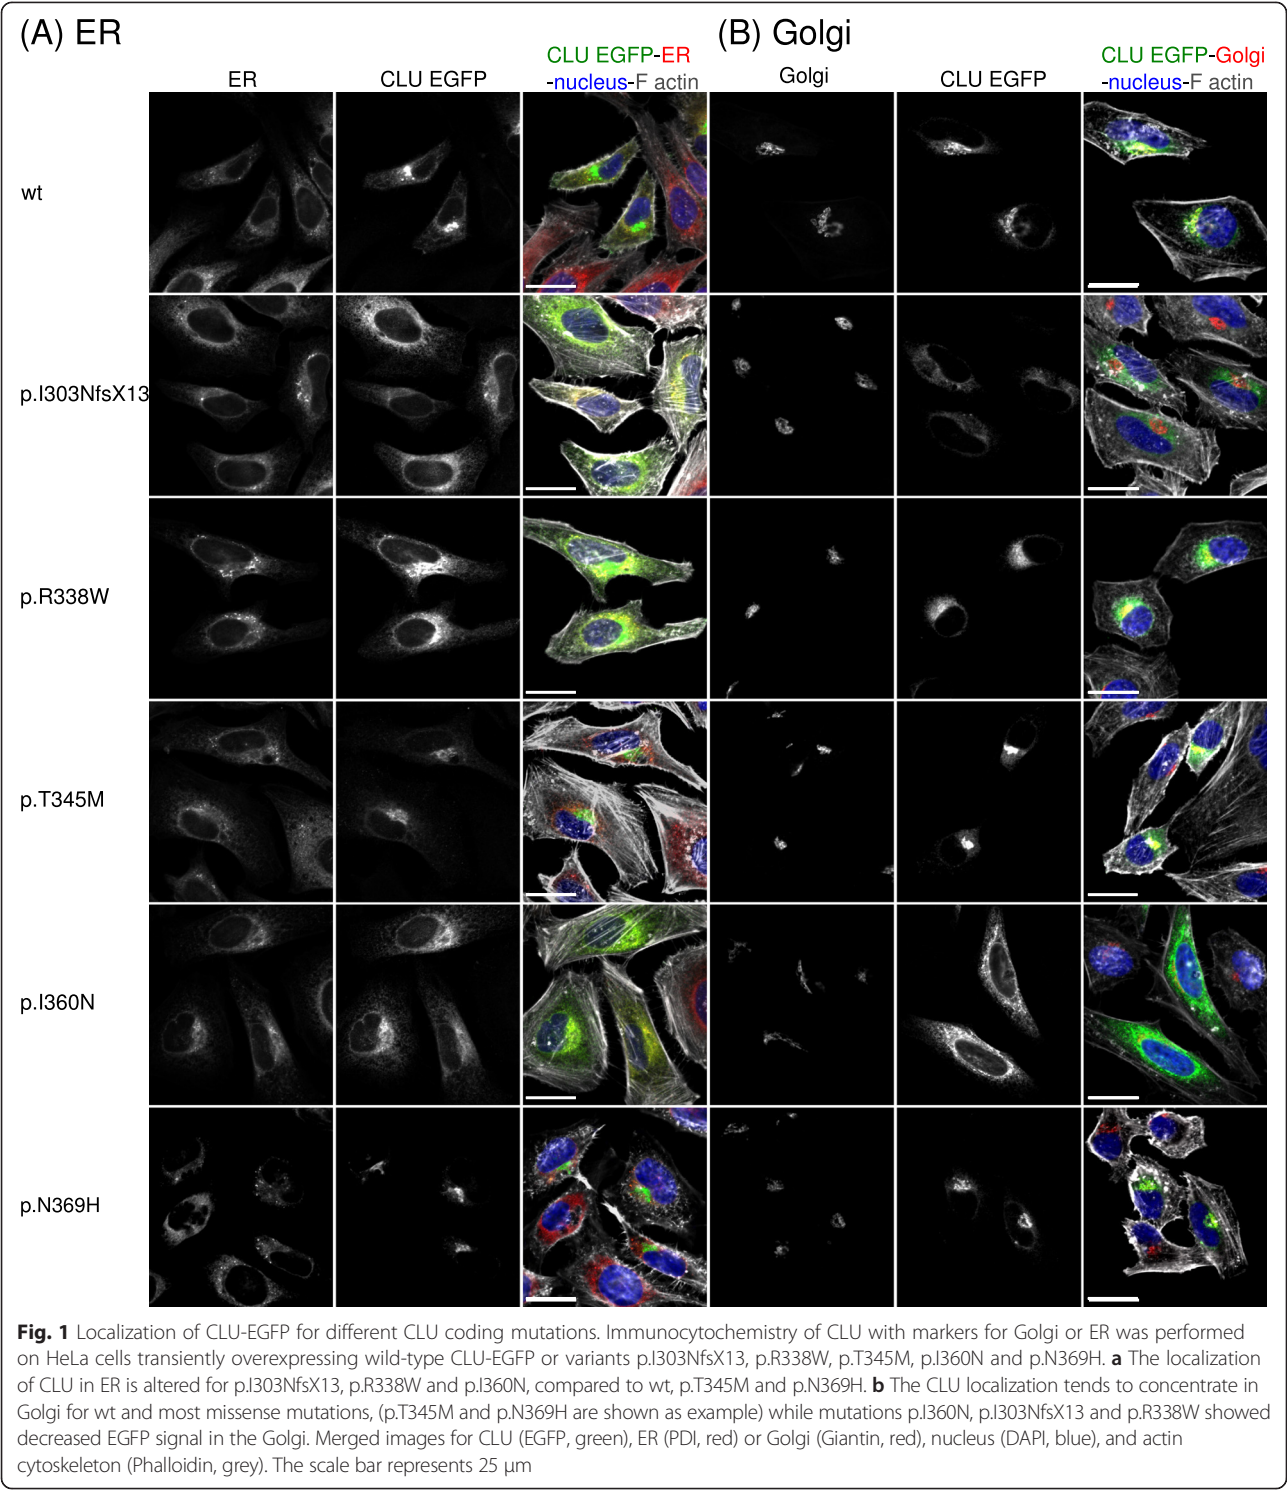 (A) ER
(B) Golgi
ER
CLU EGFP
CLU EGFP-ER
-nucleus-F actin
Golgi
CLU EGFP
CLU EGFP-Golgi
-nucleus-F actin
wt
p.I303NfsX13
p.R338W
p.T345M
p.I360N
p.N369H
Fig. 1 Localization of CLU-EGFP for different CLU coding mutations. Immunocytochemistry of CLU with markers for Golgi or ER was performed
on HeLa cells transiently overexpressing wild-type CLU-EGFP or variants p.I303NfsX13, p.R338W, p.T345M, p.I360N and p.N369H. a The localization
of CLU in ER is altered for p.I303NfsX13, p.R338W and p.I360N, compared to wt, p.T345M and p.N369H. b The CLU localization tends to concentrate in
Golgi for wt and most missense mutations, (p.T345M and p.N369H are shown as example) while mutations p.I360N, p.I303NfsX13 and p.R338W showed
decreased EGFP signal in the Golgi. Merged images for CLU (EGFP, green), ER (PDI, red) or Golgi (Giantin, red), nucleus (DAPI, blue), and actin
cytoskeleton (Phalloidin, grey). The scale bar represents 25 μm